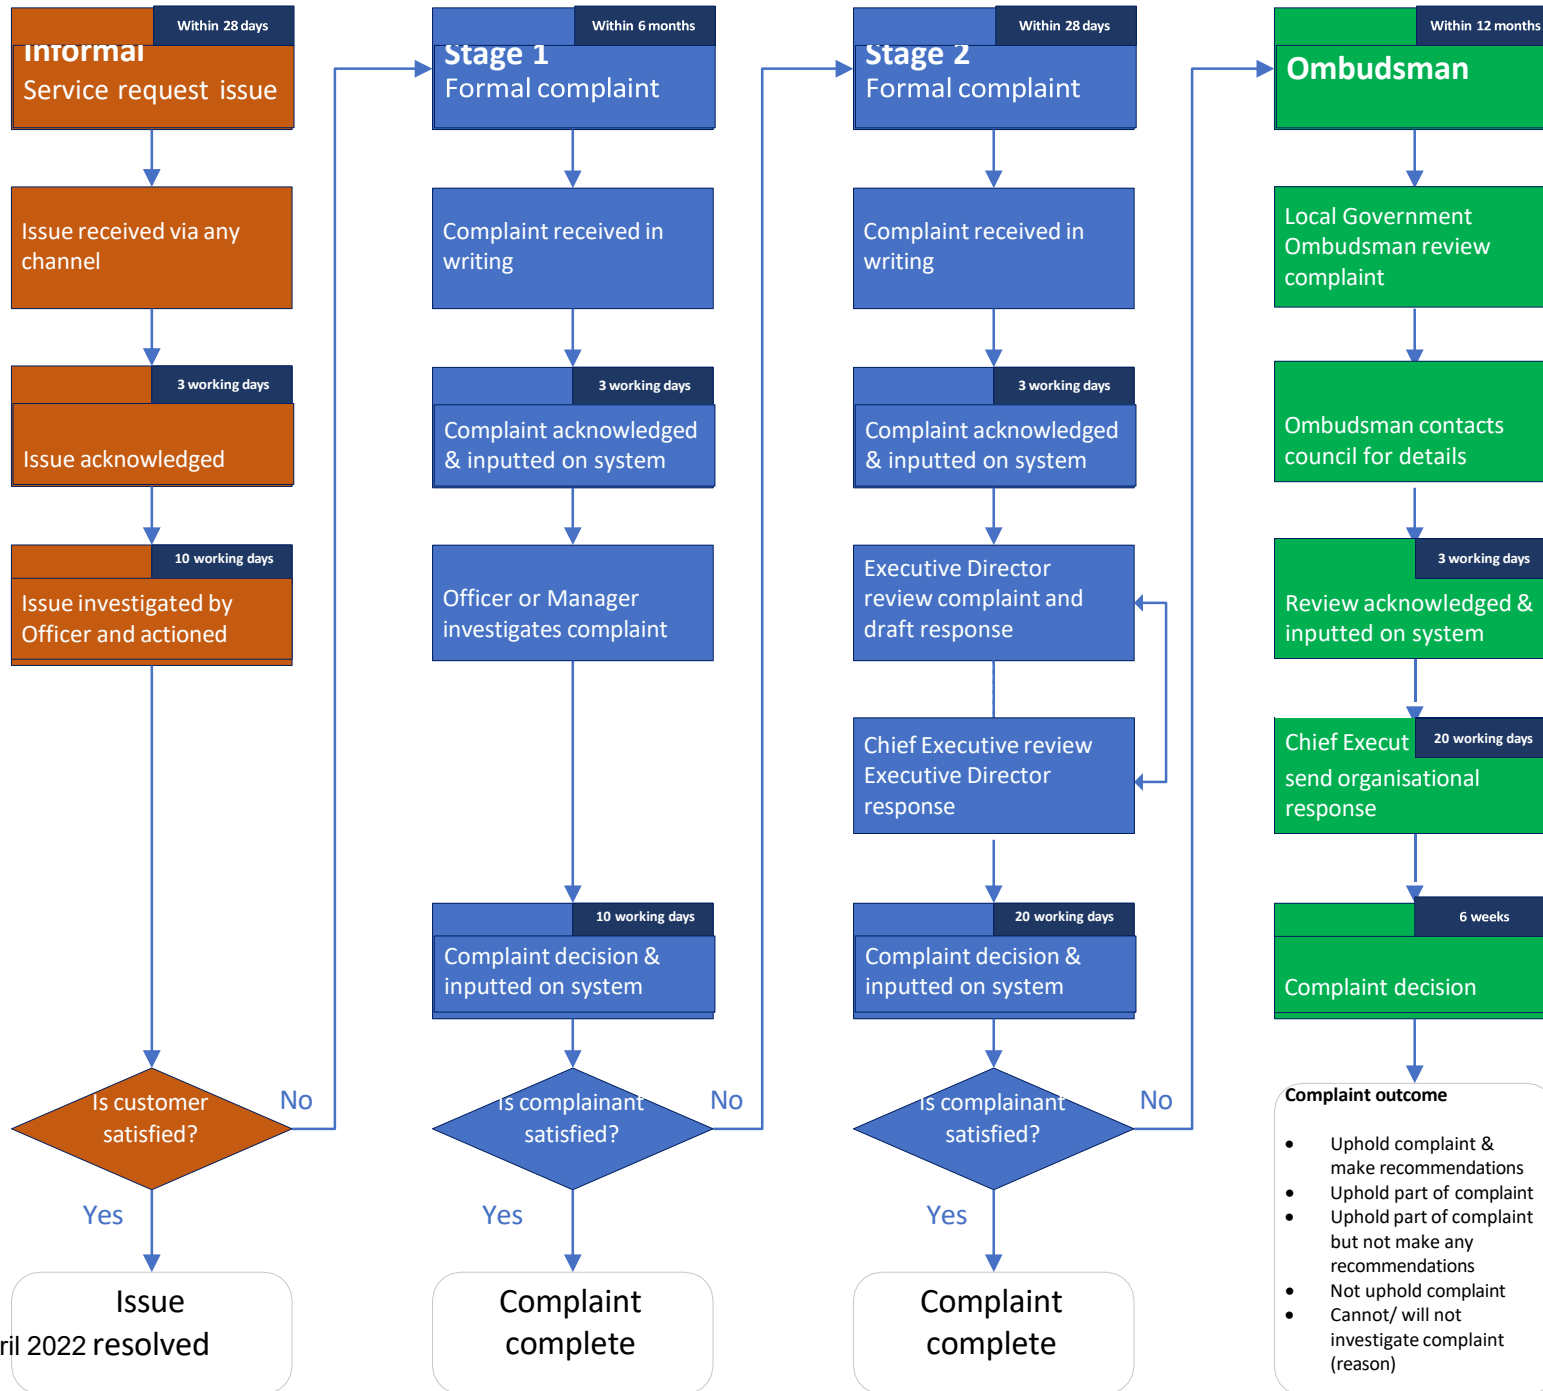 Within 28 days
Informal
Service request issue
Issue received via any
channel
3 working days
Issue acknowledged
10 working days
Issue investigated by
Officer and actioned
Is customer
satisfied?
No
Yes
Issue
resolved
2022
Within 6 months
Stage 1
Formal complaint
Complaint received in
writing
3 working days
Complaint acknowledged
& inputted on system
Officer or Manager
investigates complaint
10 working days
Complaint decision &
inputted on system
Is complainant
satisfied?
No
Yes
Complaint
complete
Within 28 days
Stage 2
Formal complaint
Complaint received in
writing
3 working days
Complaint acknowledged
& inputted on system
Executive Director
review complaint and
draft response
Chief Executive review
Executive Director
response
20 working days
Complaint decision &
inputted on system
Is complainant
satisfied?
No
Yes
Complaint
complete
Within 12 months
Ombudsman
Local Government
Ombudsman review
complaint
Ombudsman contacts
council for details
3 working days
Review acknowledged &
inputted on system
20 working days
Chief Execut
send organisational
response
6 weeks
Complaint decision
Complaint outcome
• Uphold complaint &
make recommendations
• Uphold part of complaint
• Uphold part of complaint
but not make any
recommendations
• Not uphold complaint
• Cannot/ will not
investigate complaint
(reason)